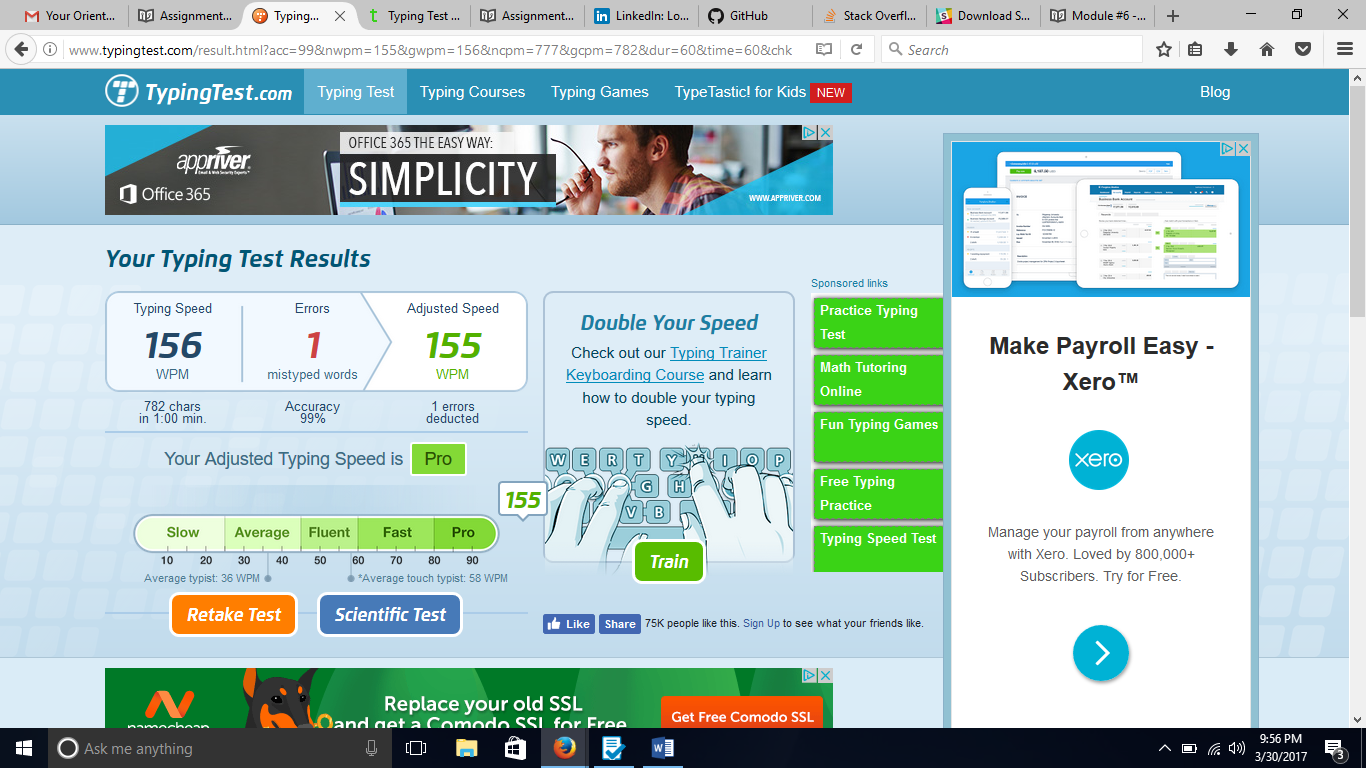 Your Orient...
Assignment...
Typing...
Typing Test ...
Assignment...
LinkedIn: Lo...
GitHub
Stack Overfl...
Download S...
Module #6 -...
www.typingtest.com/result.html?acc=99&nwpm=155&gwpm=156&ncpm=777&gcpm=782&dur=60&time=60&chk
Search
TypingTest.com
Typing Test
Typing Courses
Typing Games
TypeTastic! for Kids NEW
Blog
appriver
Email & Web Security Experts
Office 365
OFFICE 365 THE EASY WAY:
SIMPLICITY
WWW.APPRIVER.COM
Your Typing Test Results
Typing Speed
156
WPM
Errors
1
mistyped words
Adjusted Speed
155
WPM
782 chars
in 1:00 min.
Accuracy
99%
1 errors
deducted
Your Adjusted Typing Speed is Pro
155
Slow Average Fluent Fast Pro
10 20 30 40 50 60 70 80 90
Average typist: 36 WPM
*Average touch typist: 58 WPM
Retake Test
Scientific Test
Double Your Speed
Check out our Typing Trainer
Keyboarding Course and learn
how to double your typing
speed.
W E R T Y I O P
G H
V B
Train
Like
Share
75K people like this. Sign Up to see what your friends like.
Sponsored links
Practice Typing
Test
Math Tutoring
Online
Fun Typing Games
Free Typing
Practice
Typing Speed Test
Make Payroll Easy -
Xero™
xero
Manage your payroll from anywhere
with Xero. Loved by 800,000+
Subscribers. Try for Free.
namecheap
Replace your old SSL
and get a Comodo SSL for Free
Get Free Comodo SSL
Ask me anything
9:56 PM
3/30/2017
3